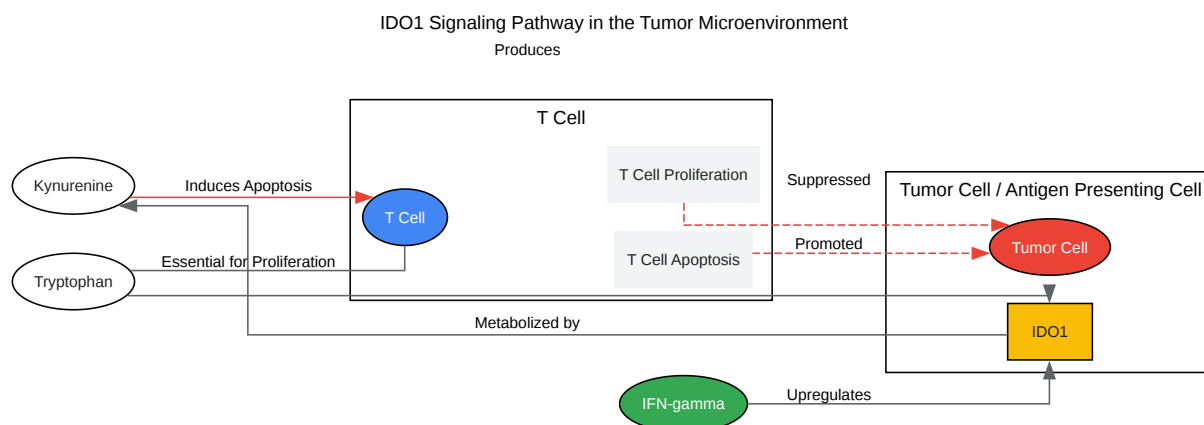 IDO1 Signaling Pathway in the Tumor Microenvironment
Produces
T Cell
T Cell Proliferation
Suppressed
Kynurenine
Induces Apoptosis
Tumor Cell / Antigen Presenting Cell
T Cell
Promoted
Tumor Cell
T Cell Apoptosis
Essential for Proliferation
Tryptophan
Metabolized by
IDO1
Upregulates
IFN-gamma